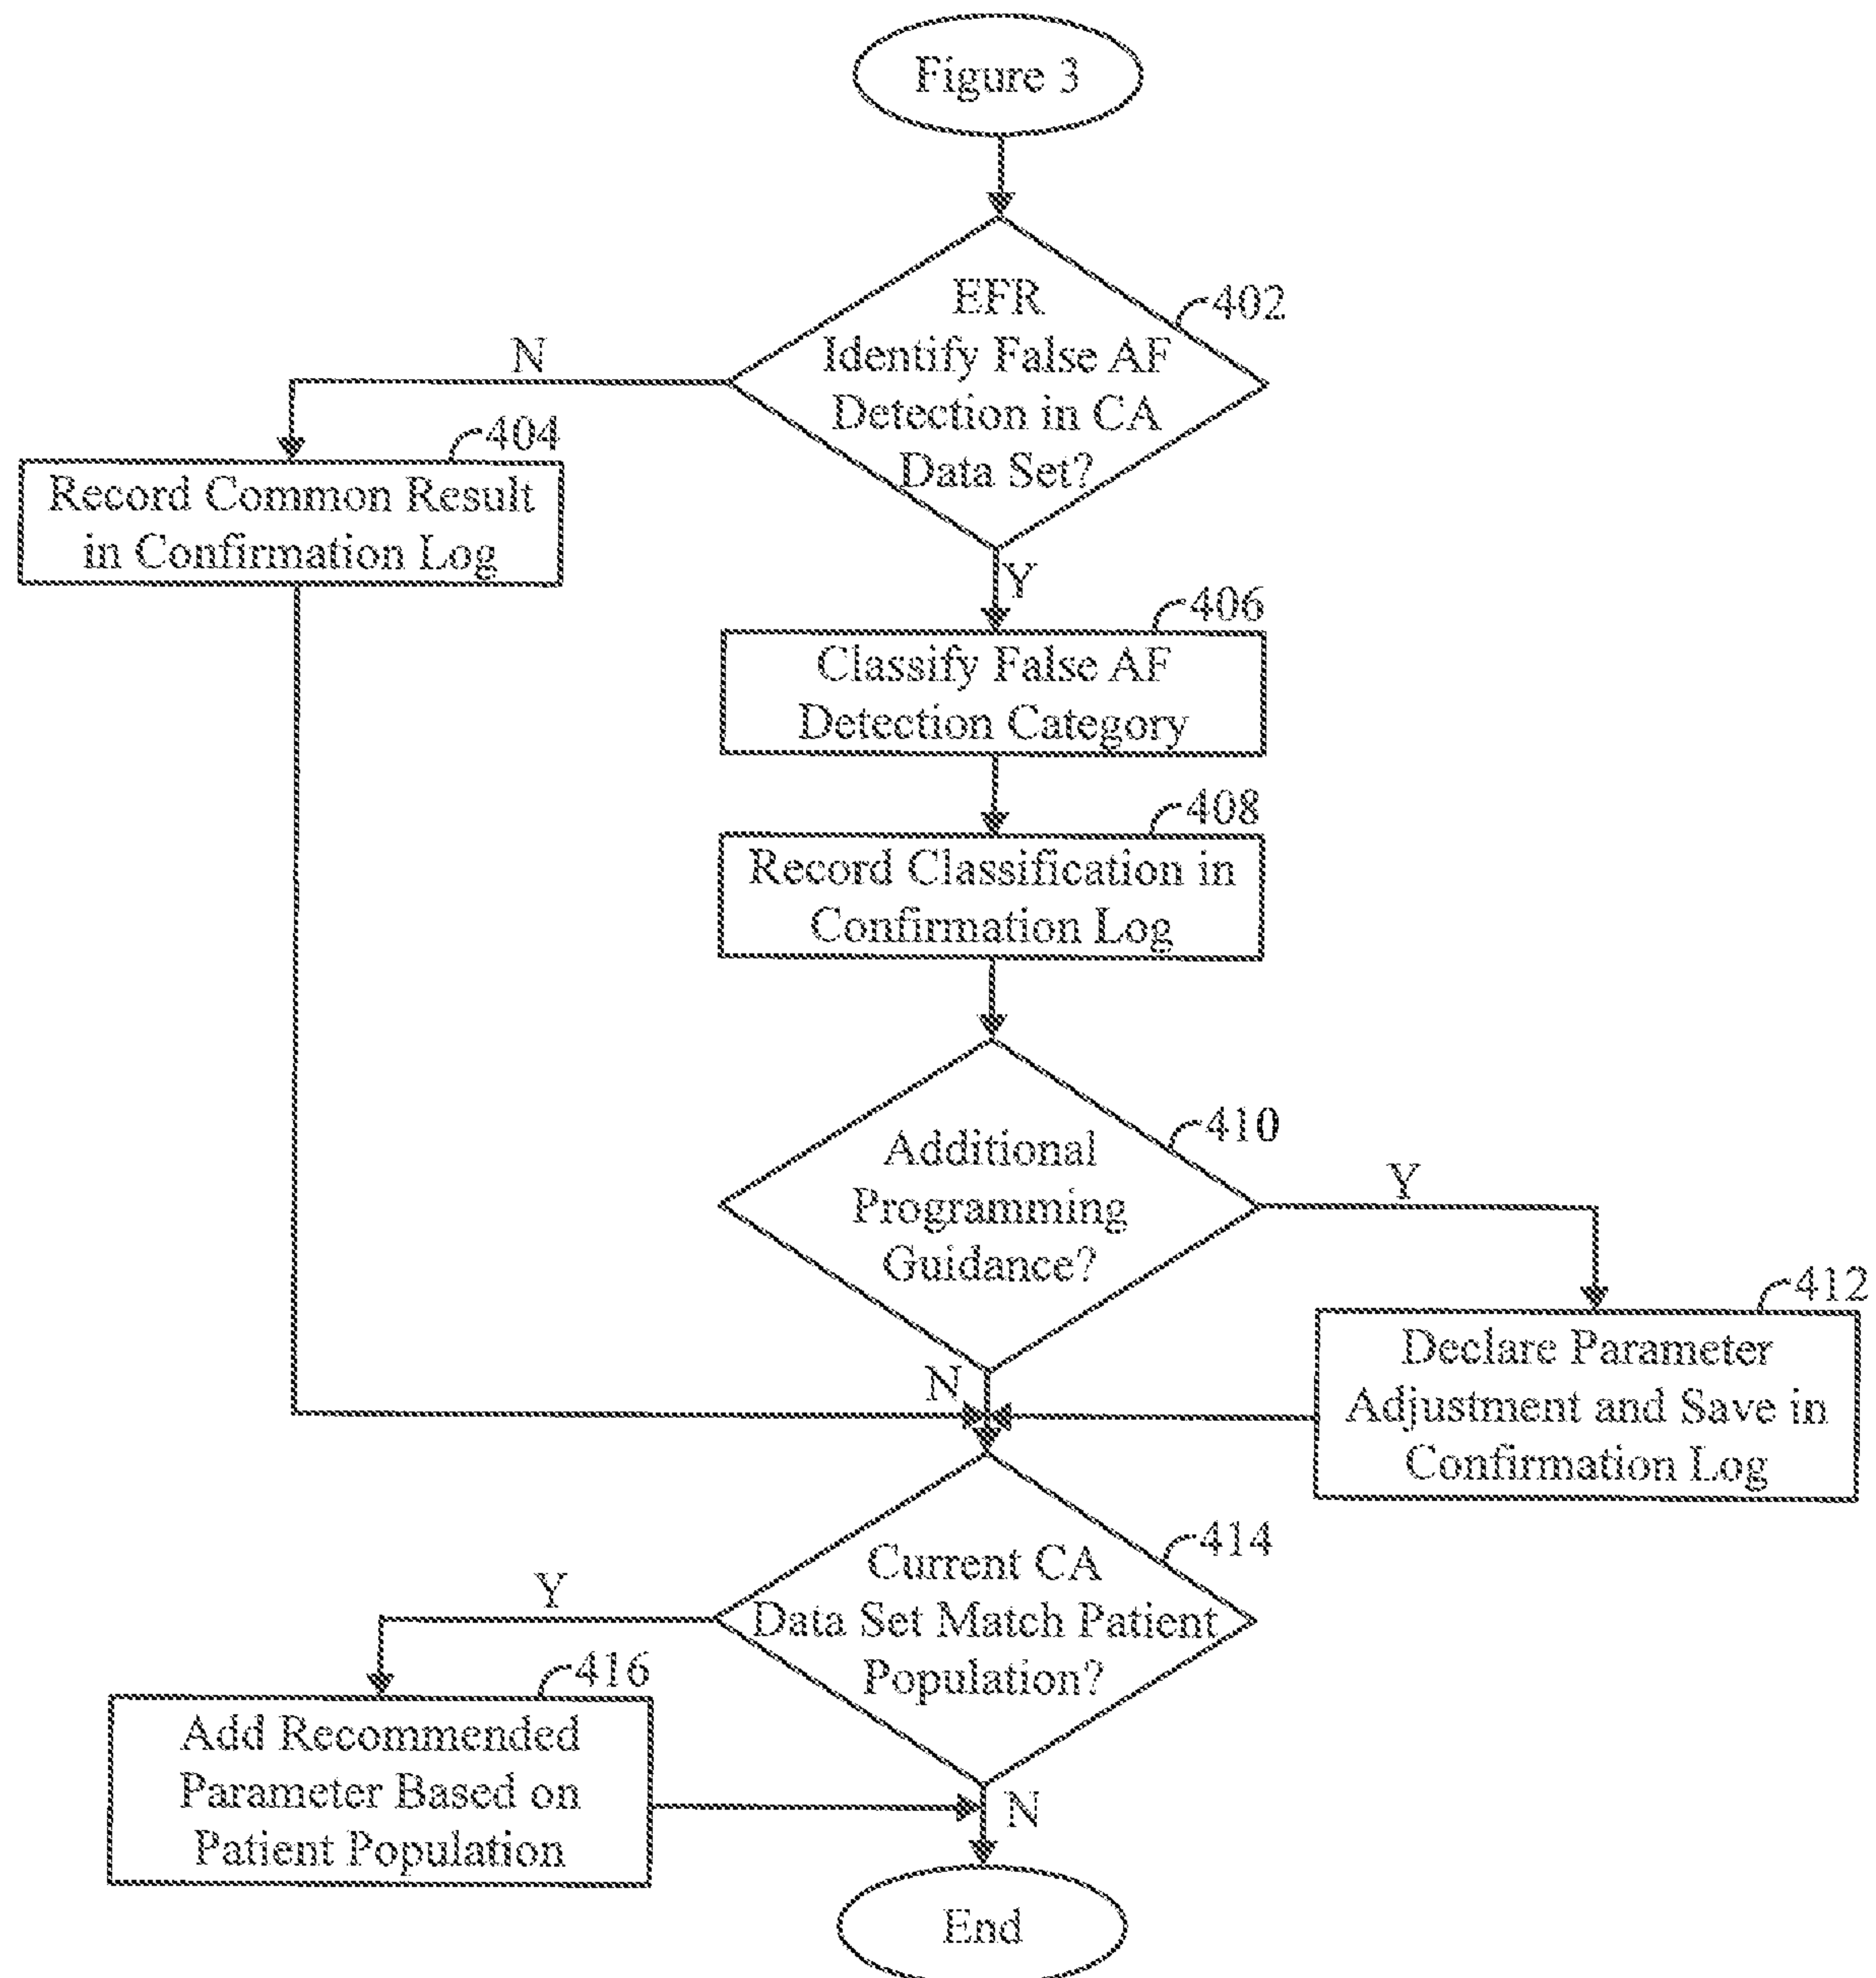 Figure 3
EFR
Identify False AF
Detection in CA
Data Set?
402
N
404
Record Common Result
in Confirmation Log
Y
406
Classify False AF
Detection Category
408
Record Classification in
Confirmation Log
410
Additional
Programming
Guidance?
Y
412
Declare Parameter
Adjustment and Save in
Confirmation Log
N
414
Current CA
Data Set Match Patient
Population?
Y
416
Add Recommended
Parameter Based on
Patient Population
N
End